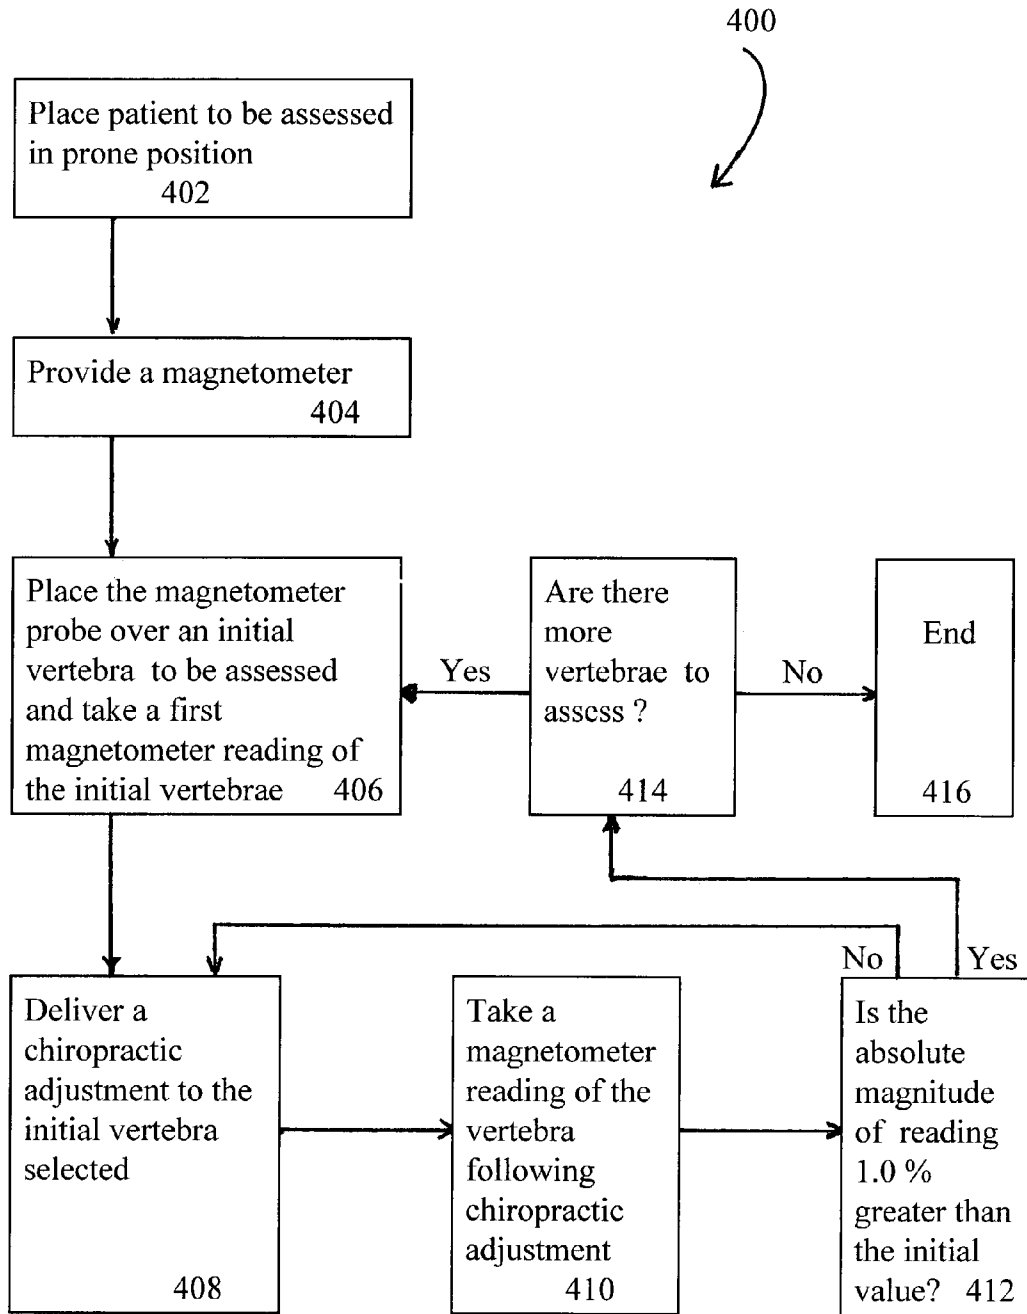 400
Place patient to be assessed
in prone position
402
Provide a magnetometer
404
Place the magnetometer
probe over an initial
vertebra to be assessed
and take a first
magnetometer reading of
the initial vertebrae 406
Yes
Are there
more
vertebrae to
assess ?
414
No
End
416
Deliver a
chiropractic
adjustment to the
initial vertebra
selected
408
Take a
magnetometer
reading of the
vertebra
following
chiropractic
adjustment
410
No Yes
Is the
absolute
magnitude
of reading
1.0 %
greater than
the initial
value? 412